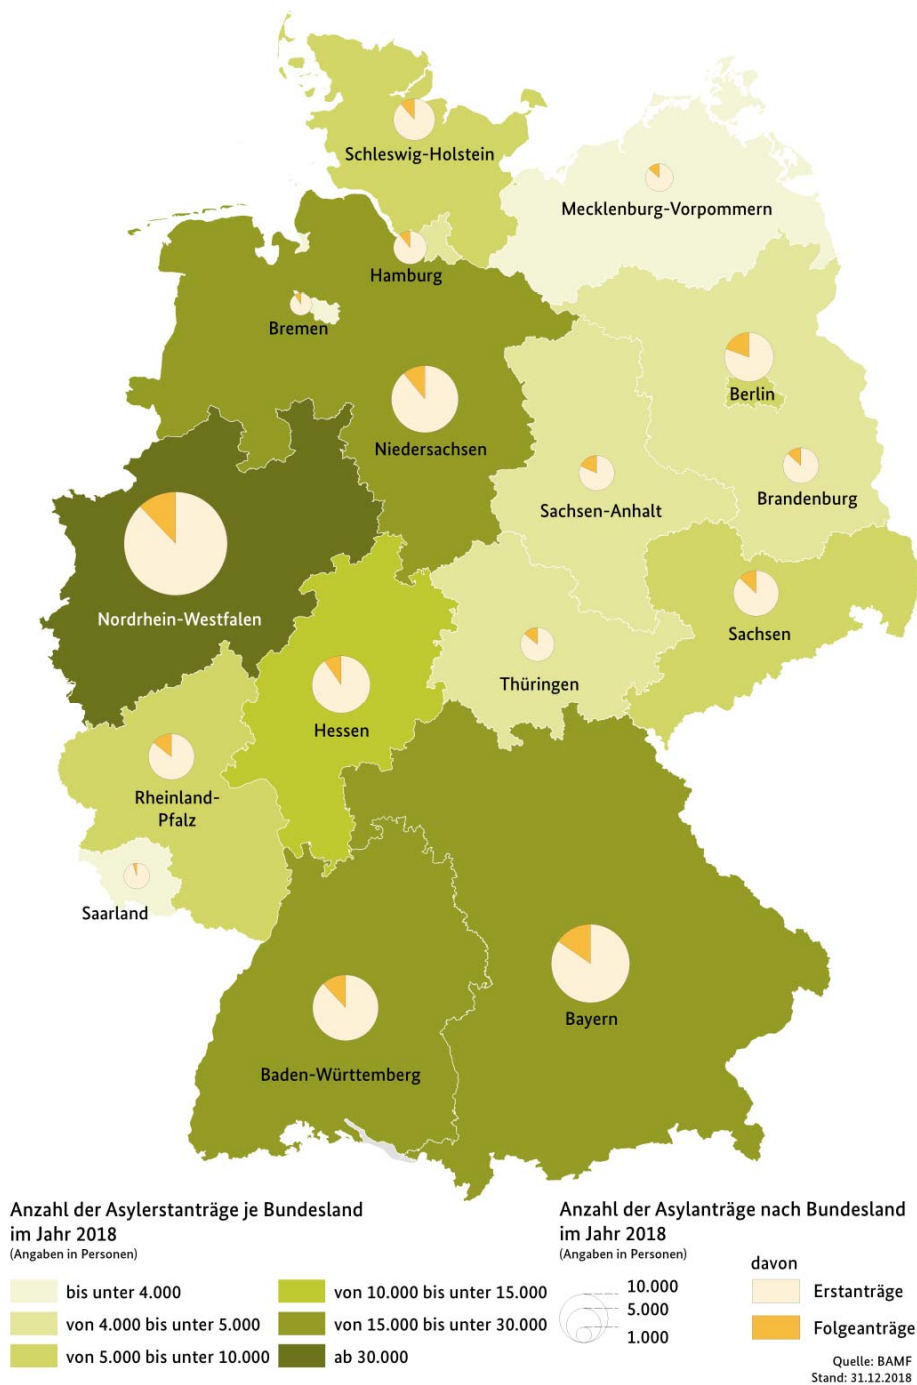 Schleswig-Holstein
Mecklenburg-Vorpommern
Hamburg
Bremen
Berlin
Niedersachsen
Brandenburg
Sachsen-Anhalt
Nordrhein-Westfalen
Sachsen
Thüringen
Hessen
Rheinland-
Pfalz
Saarland
Bayern
Baden-Württemberg
Anzahl der Asylerstanträge je Bundesland
im Jahr 2018
(Angaben in Personen)
bis unter 4.000
von 4.000 bis unter 5.000
von 5.000 bis unter 10.000
von 10.000 bis unter 15.000
von 15.000 bis unter 30.000
ab 30.000
Anzahl der Asylanträge nach Bundesland
im Jahr 2018
(Angaben in Personen)
10.000
5.000
1.000
davon
Erstanträge
Folgeanträge
Quelle: BAMF
Stand: 31.12.2018